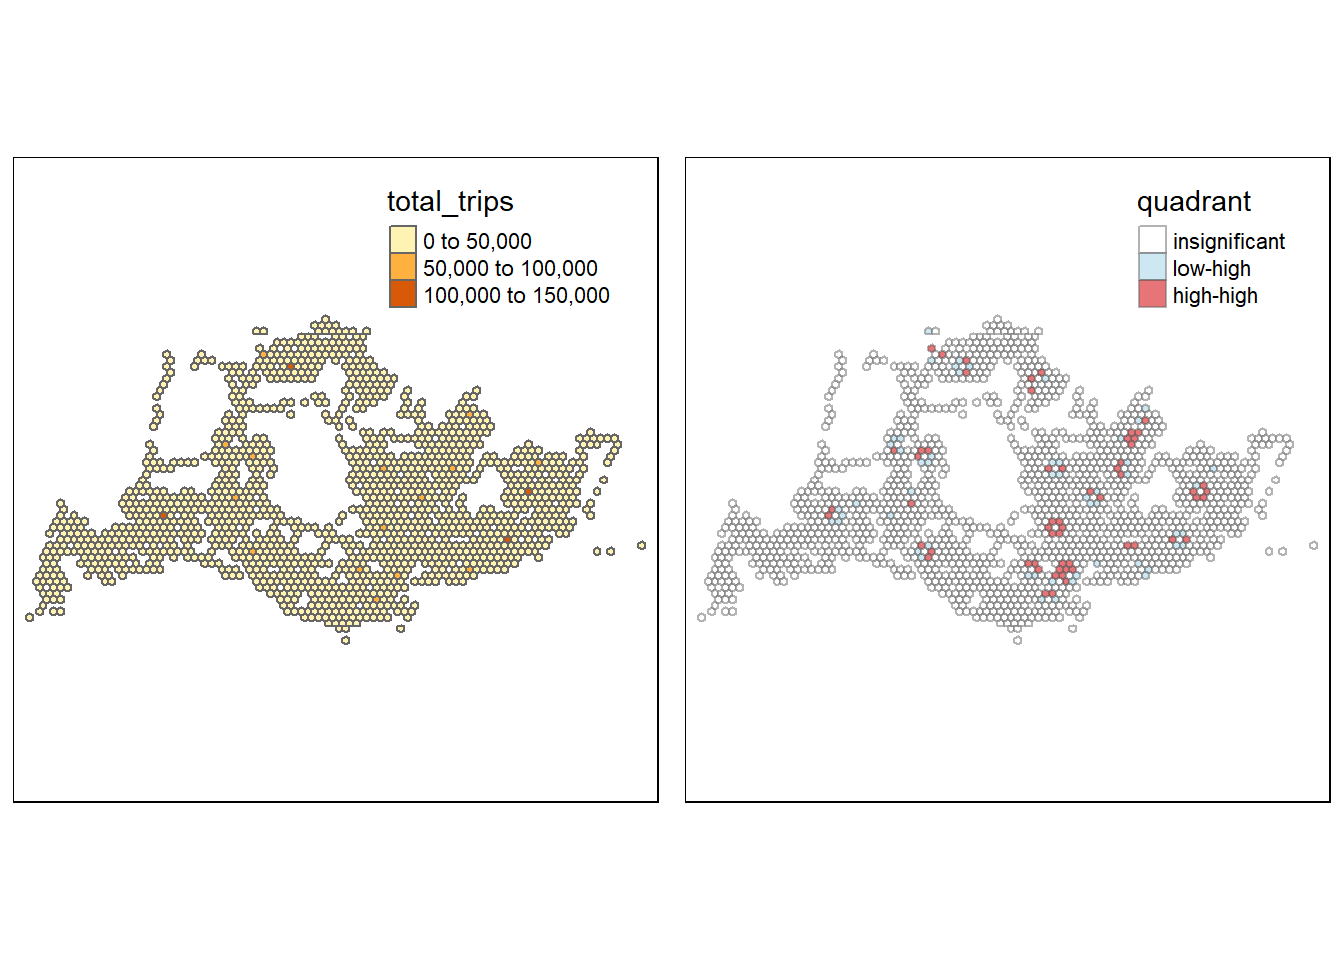 total_trips
0 to 50,000
50,000 to 100,000
100,000 to 150,000
quadrant
insignificant
low-high
high-high